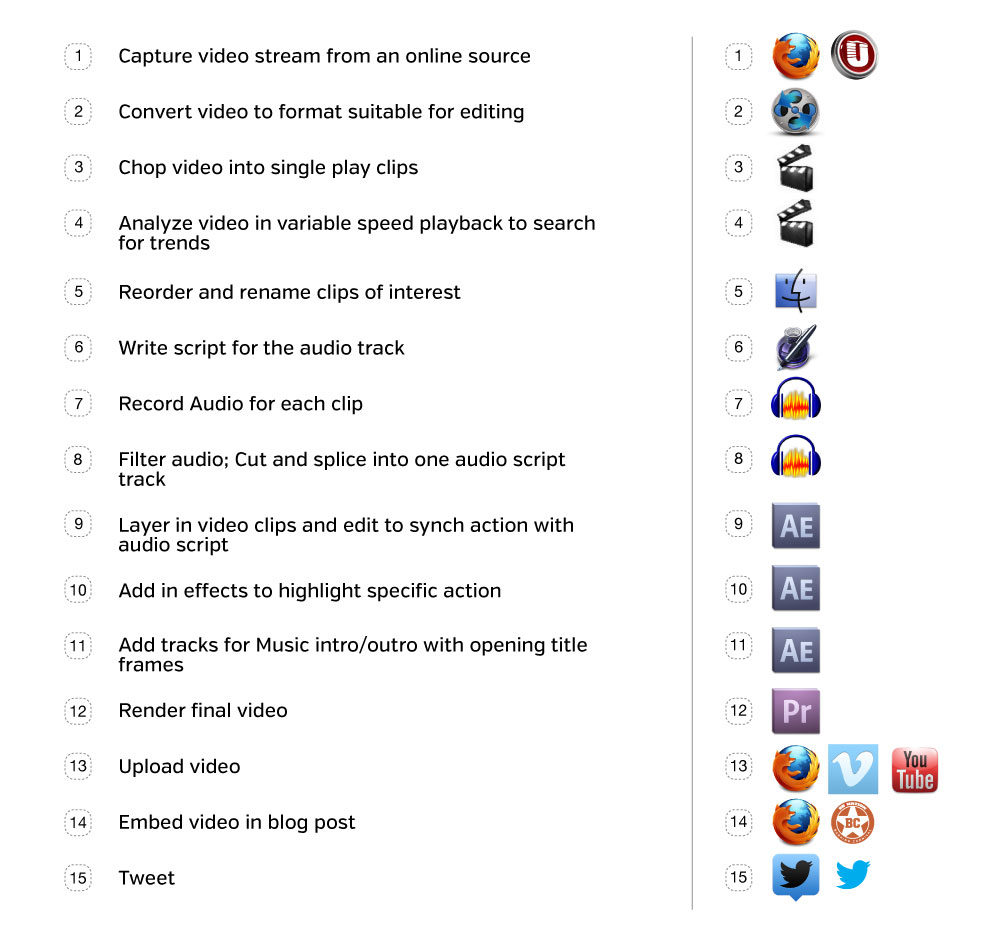 1 Capture video stream from an online source
2 Convert video to format suitable for editing
3 Chop video into single play clips
4 Analyze video in variable speed playback to search
for trends
5 Reorder and rename clips of interest
6 Write script for the audio track
7 Record Audio for each clip
8 Filter audio; Cut and splice into one audio script
track
9 Layer in video clips and edit to synch action with
audio script
10 Add in effects to highlight specific action
11 Add tracks for Music intro/outro with opening title
frames
12 Render final video
13 Upload video
14 Embed video in blog post
15 Tweet
1 U
2
3
4
5
6
7
8
9 AE
10 AE
11 AE
12 Pr
13 V You
Tube
14 BC
15